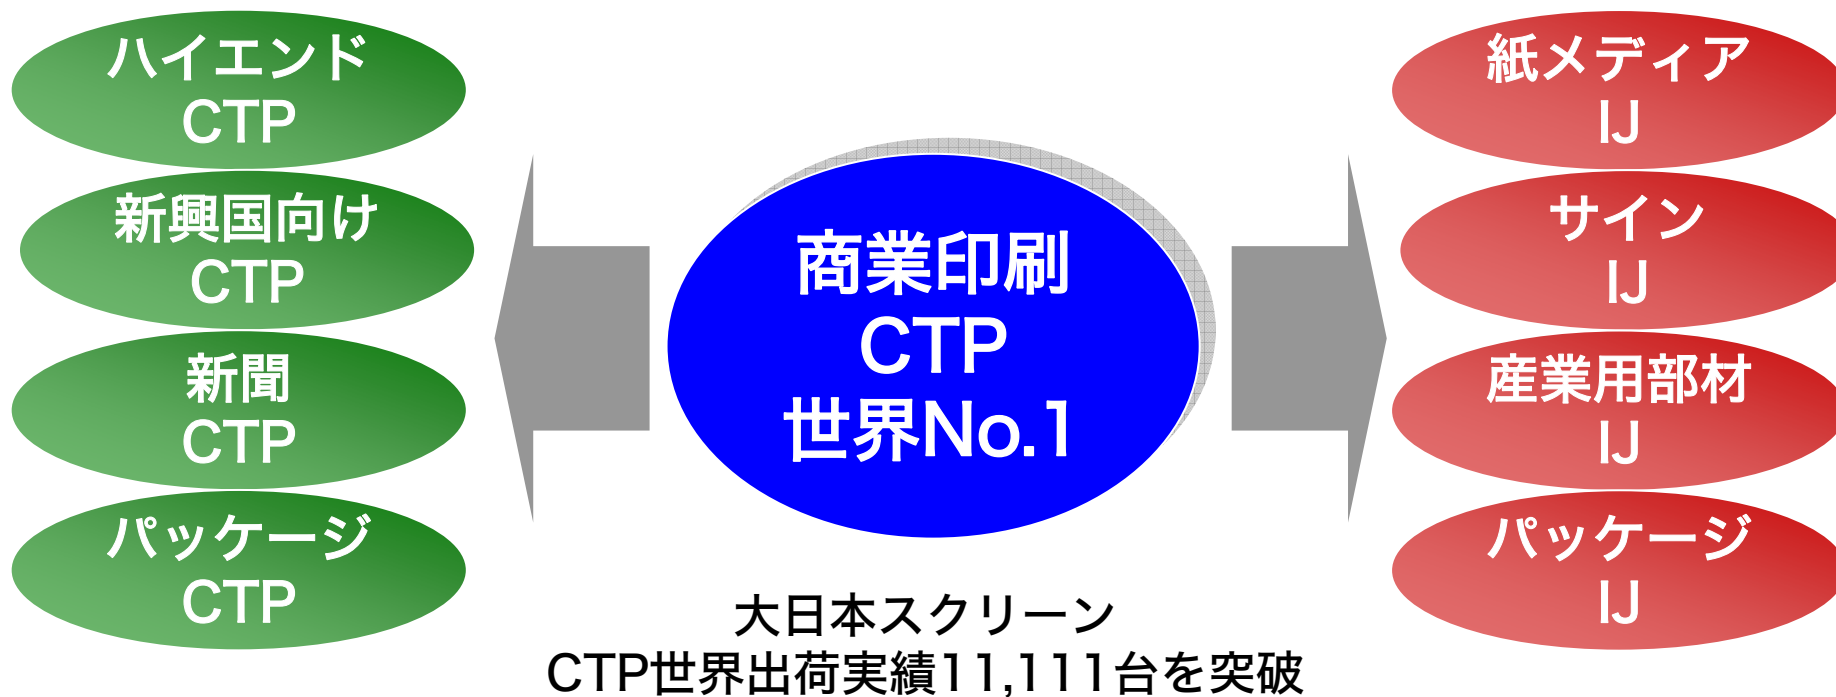 ハイエンド
CTP
新興国向け
CTP
新聞
CTP
パッケージ
CTP
商業印刷
CTP
世界No.1
大日本スクリーン
CTP世界出荷実績11,111台を突破
紙メディア
IJ
サイン
IJ
産業用部材
IJ
パッケージ
IJ